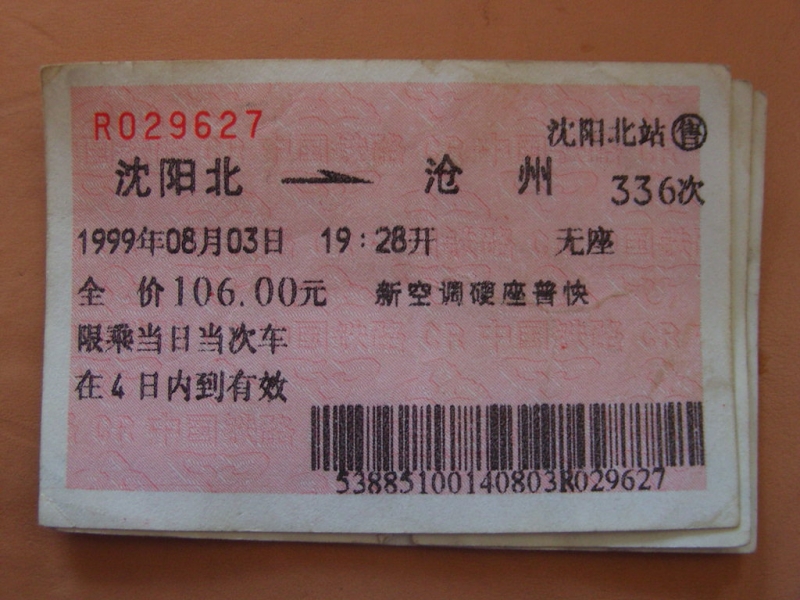 R029627
沈阳北站售
沈阳北 → 沧州
336次
1999年08月03日 19:28开 无座
全价106.00元 新空调硬座普快
限乘当日当次车
在4日内到有效
53885100140803R029627